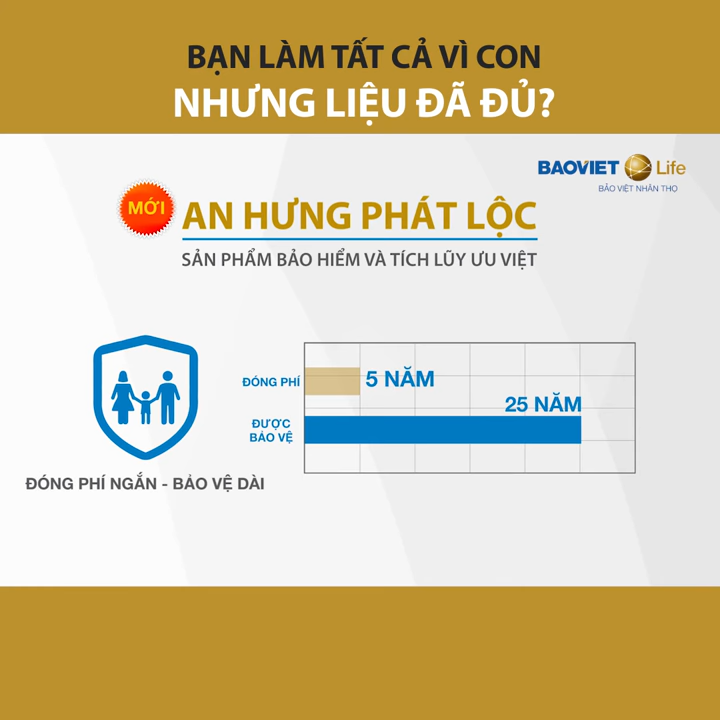 BẠN LÀM TẤT CẢ VÌ CON
NHƯNG LIỆU ĐÃ ĐỦ?
BAOVIET Life
BẢO VIỆT NHÂN THỌ
MỚI
AN HƯNG PHÁT LỘC
SẢN PHẨM BẢO HIỂM VÀ TÍCH LŨY ƯU VIỆT
ĐÓNG PHÍ
5 NĂM
25 NĂM
ĐƯỢC
BẢO VỆ
ĐÓNG PHÍ NGẮN - BẢO VỆ DÀI